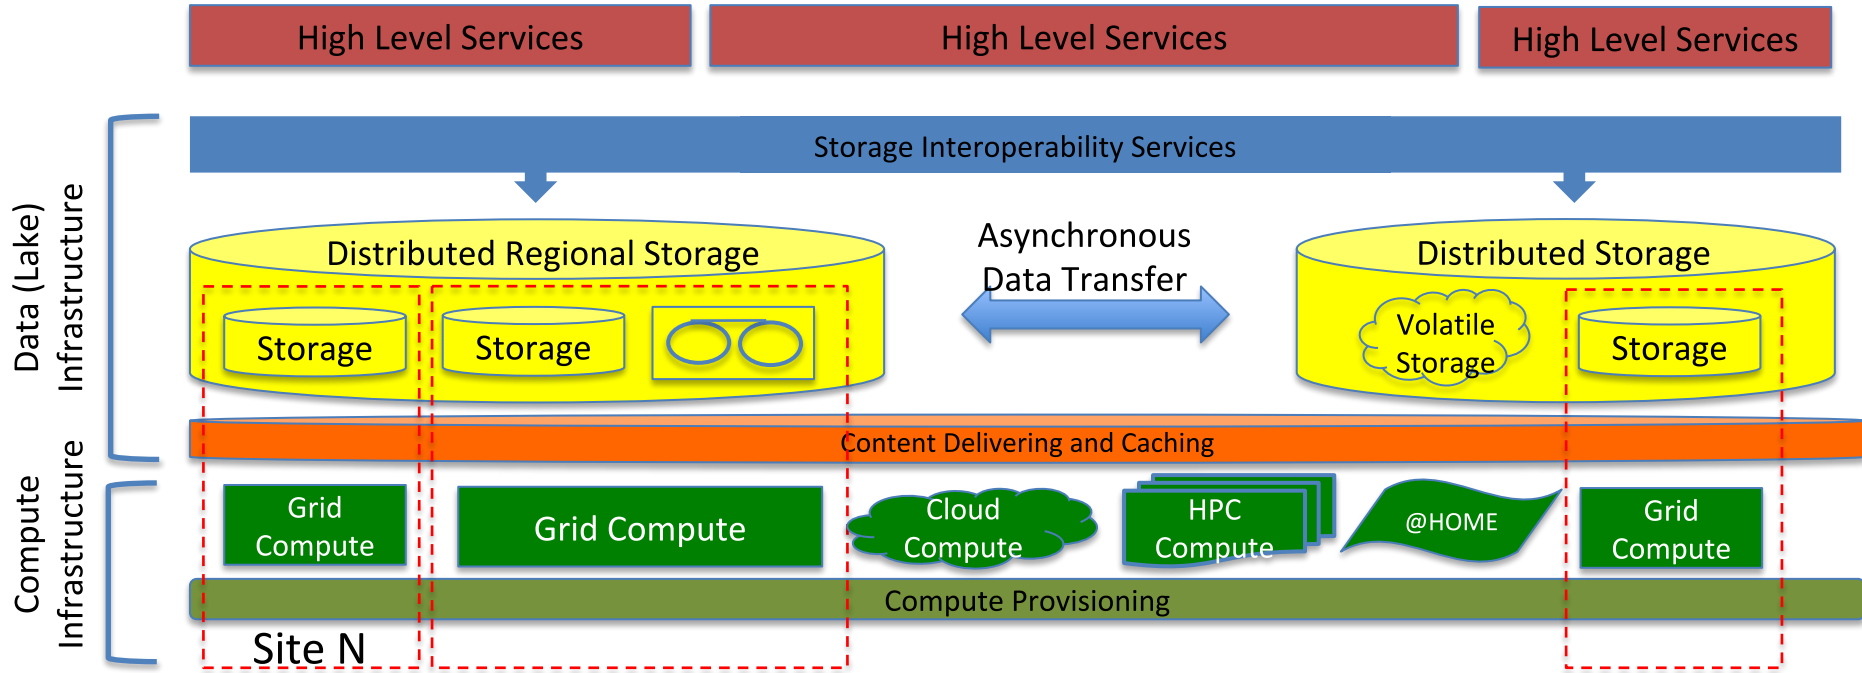 High Level Services
High Level Services
High Level Services
Storage Interoperability Services
Data (Lake)
Infrastructure
Distributed Regional Storage
Asynchronous
Data Transfer
Distributed Storage
Storage
Storage
Volatile
Storage
Storage
Content Delivering and Caching
Compute
Infrastructure
Grid
Compute
Grid Compute
Cloud
Compute
HPC
Compute
@HOME
Grid
Compute
Compute Provisioning
Site N